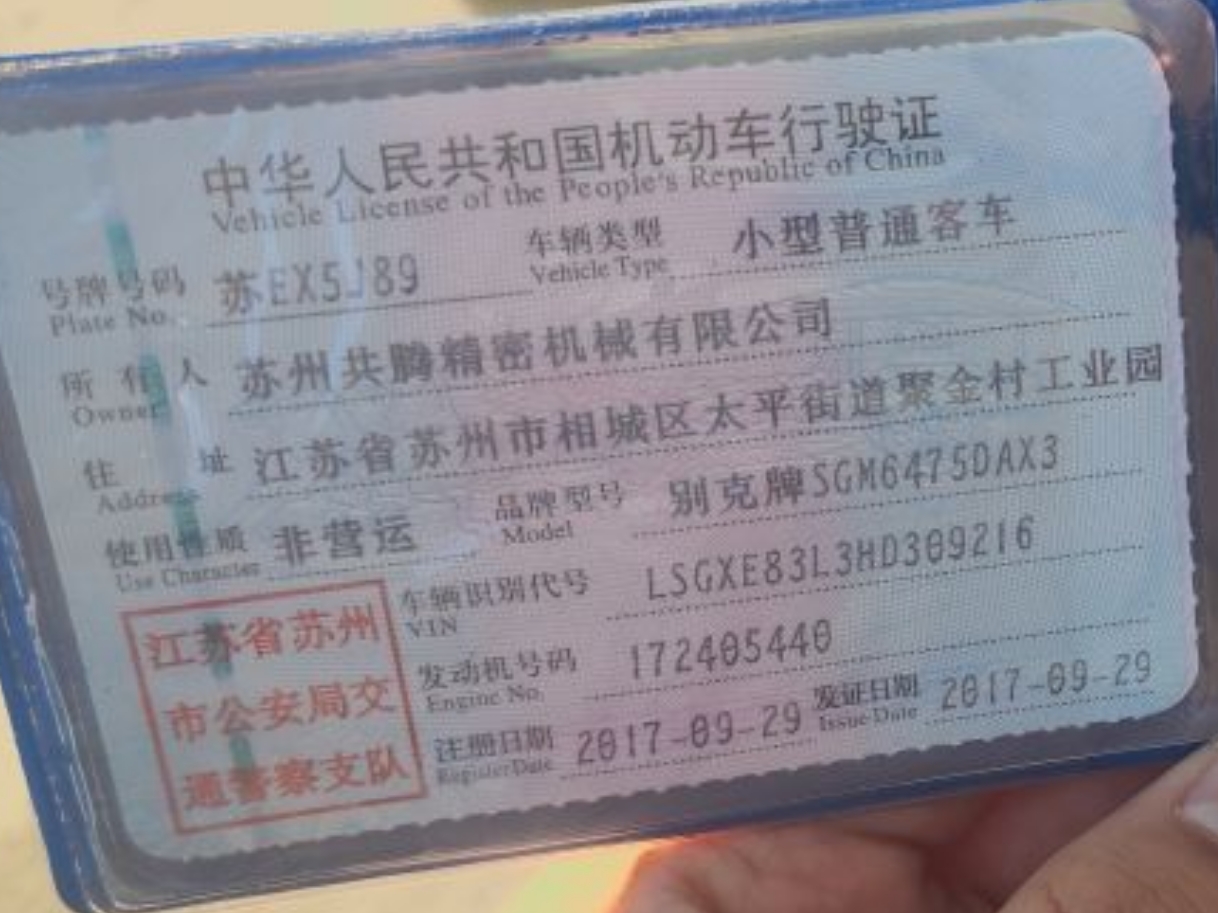 中华人民共和国机动车行驶证
Vehicle License of the People's Republic of China
号牌号码 苏EX5J89 车辆类型 小型普通客车
Plate No. Vehicle Type
所有人 苏州共腾精密机械有限公司
Owner
住址 江苏省苏州市相城区太平街道聚金村工业园
Address
使用性质 非营运 品牌型号 别克牌SGM6475DAX3
Use Character Model
车辆识别代号 LSGXE83L3HD309216
VIN
发动机号码 172405440
Engine No.
注册日期 2017-09-29 发证日期 2017-09-29
Register Date Issue Date
江苏省苏州
市公安局交
通警察支队